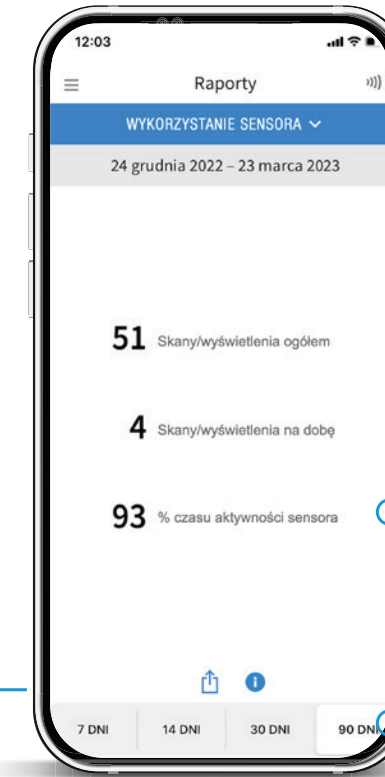 12:03
Raporty
WYKORZYSTANIE SENSORA
24 grudnia 2022 – 23 marca 2023
51 Skany/wyświetlenia ogółem
4 Skany/wyświetlenia na dobę
93 % czasu aktywności sensora
7 DNI 14 DNI 30 DNI 90 DNI